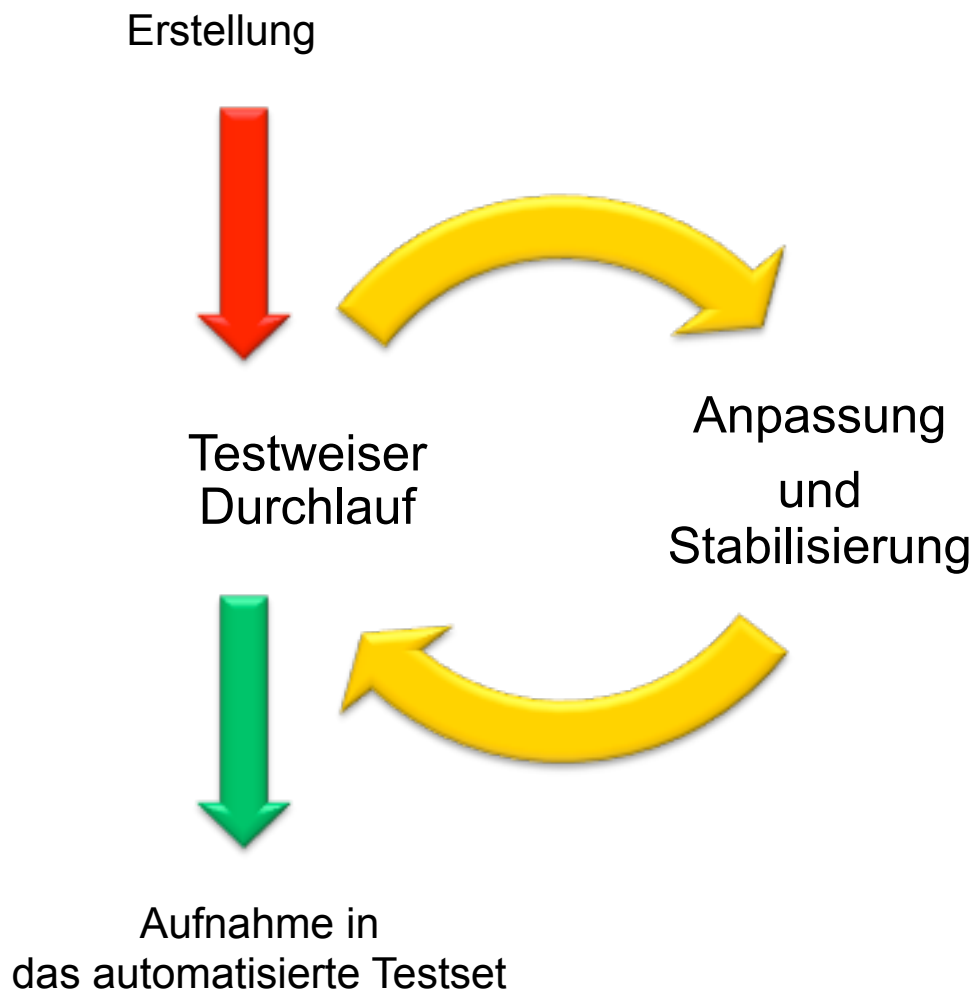 Erstellung
Testweiser
Durchlauf
Anpassung
und
Stabilisierung
Aufnahme in
das automatisierte Testset